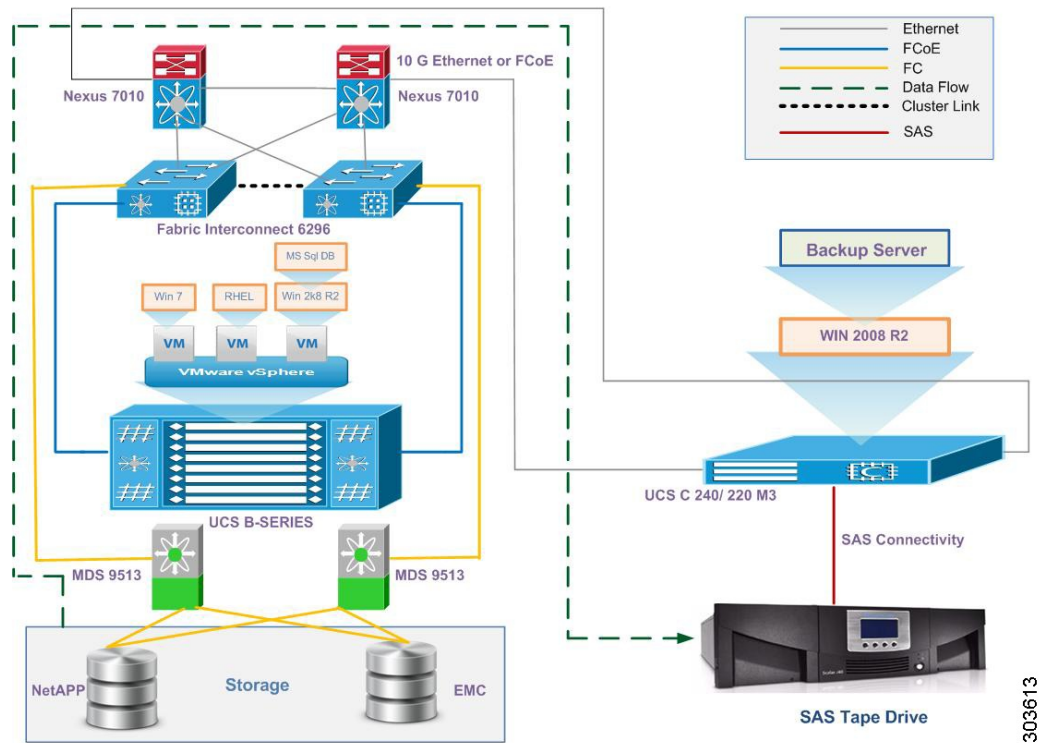 10 G Ethernet or FCoE
Nexus 7010
Nexus 7010
Ethernet
FCoE
FC
Data Flow
Cluster Link
SAS
Fabric Interconnect 6296
MS Sql DB
Win 7
RHEL
Win 2k8 R2
VM
VM
VM
VMware vSphere
UCS B-SERIES
Backup Server
WIN 2008 R2
UCS C 240/ 220 M3
SAS Connectivity
MDS 9513
MDS 9513
NetAPP
Storage
EMC
SAS Tape Drive
303613